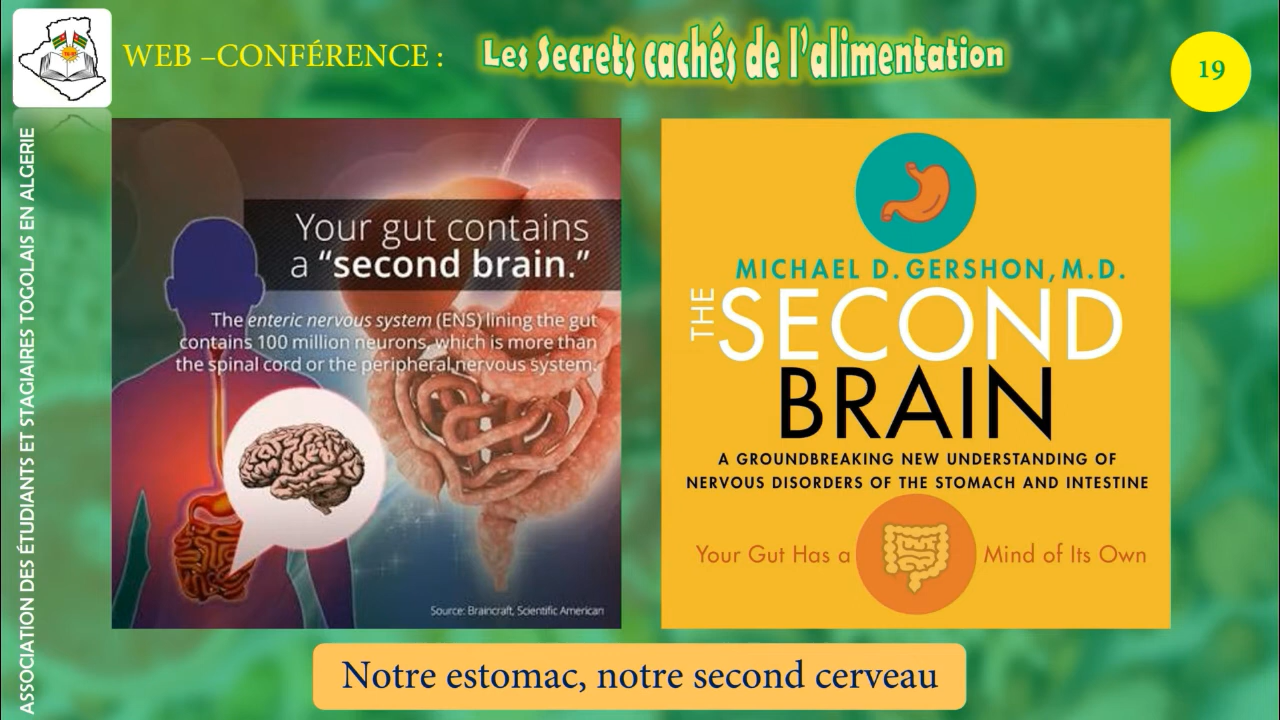 WEB –CONFÉRENCE :
Les Secrets cachés de l'alimentation
19
ASSOCIATION DES ÉTUDIANTS ET STAGIAIRES TOGOLAIS EN ALGERIE
Your gut contains
a “second brain.”
The enteric nervous system (ENS) lining the gut
contains 100 million neurons, which is more than
the spinal cord or the peripheral nervous system.
Source: Braincraft, Scientific American
MICHAEL D. GERSHON, M.D.
THE
SECOND
BRAIN
A GROUNDBREAKING NEW UNDERSTANDING OF
NERVOUS DISORDERS OF THE STOMACH AND INTESTINE
Your Gut Has a Mind of Its Own
Notre estomac, notre second cerveau